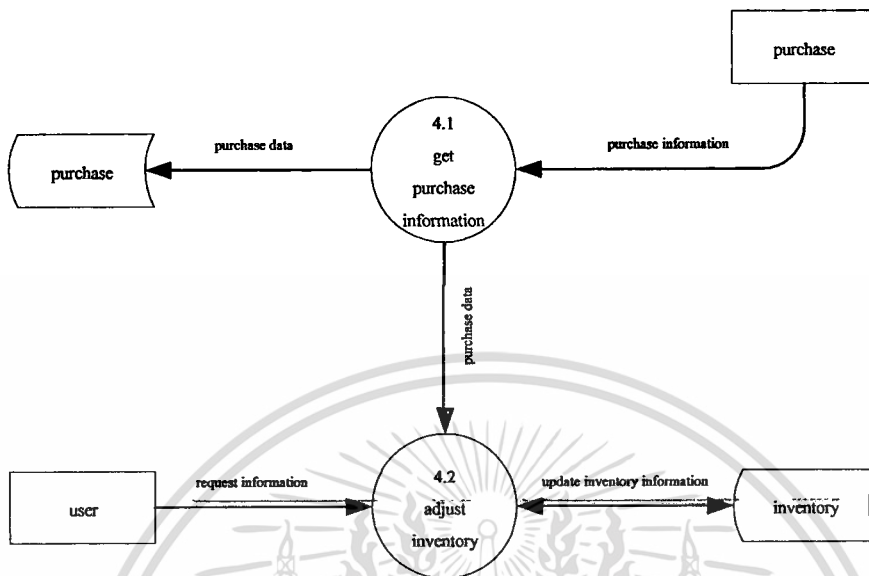 purchase
4.1
get
purchase
information
purchase data
purchase information
purchase
purchase data
4.2
adjust
inventory
request information
update inventory information
user
inventory